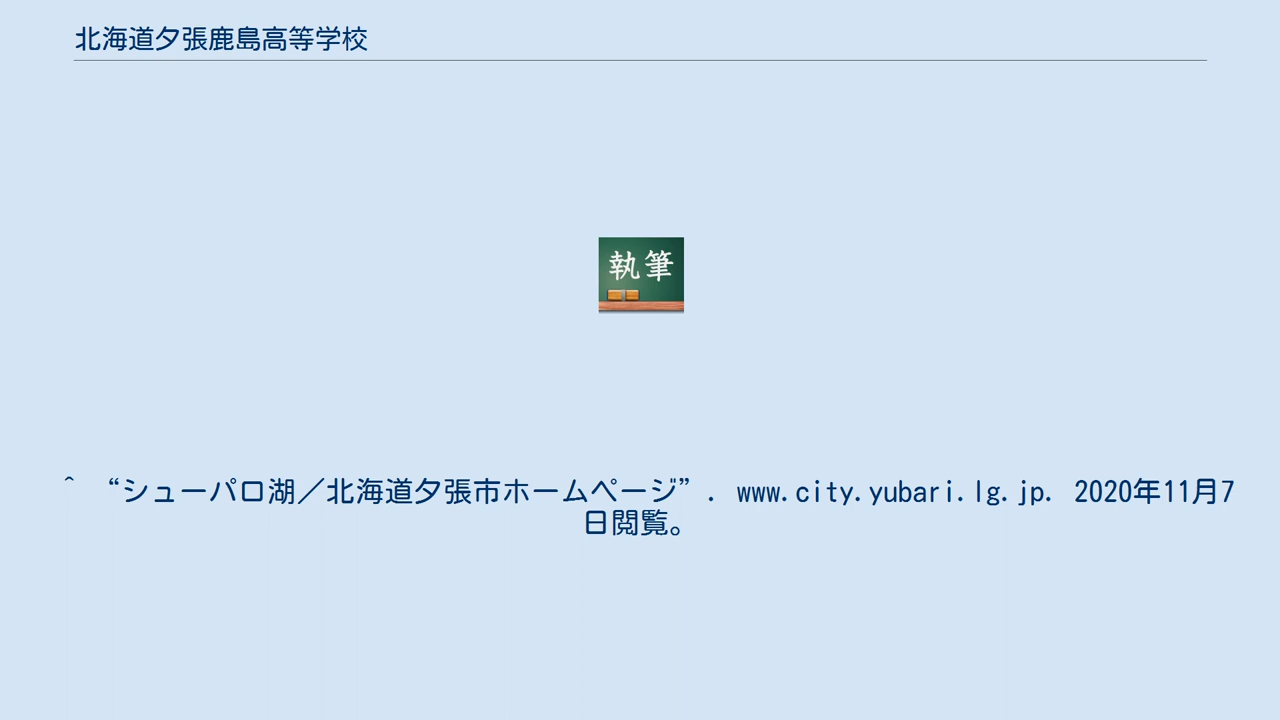 北海道夕張鹿島高等学校
執筆
^ “シューパロ湖／北海道夕張市ホームページ”. www.city.yubari.lg.jp. 2020年11月7
日閲覧。